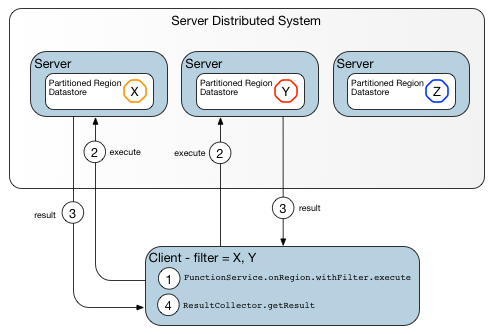 Server Distributed System
Server
Partitioned Region
Datastore
X
Server
Partitioned Region
Datastore
Y
Server
Partitioned Region
Datastore
Z
2
execute
execute
2
result
3
3
result
Client - filter = X, Y
1
FunctionService.onRegion.withFilter.execute
4
ResultCollector.getResult